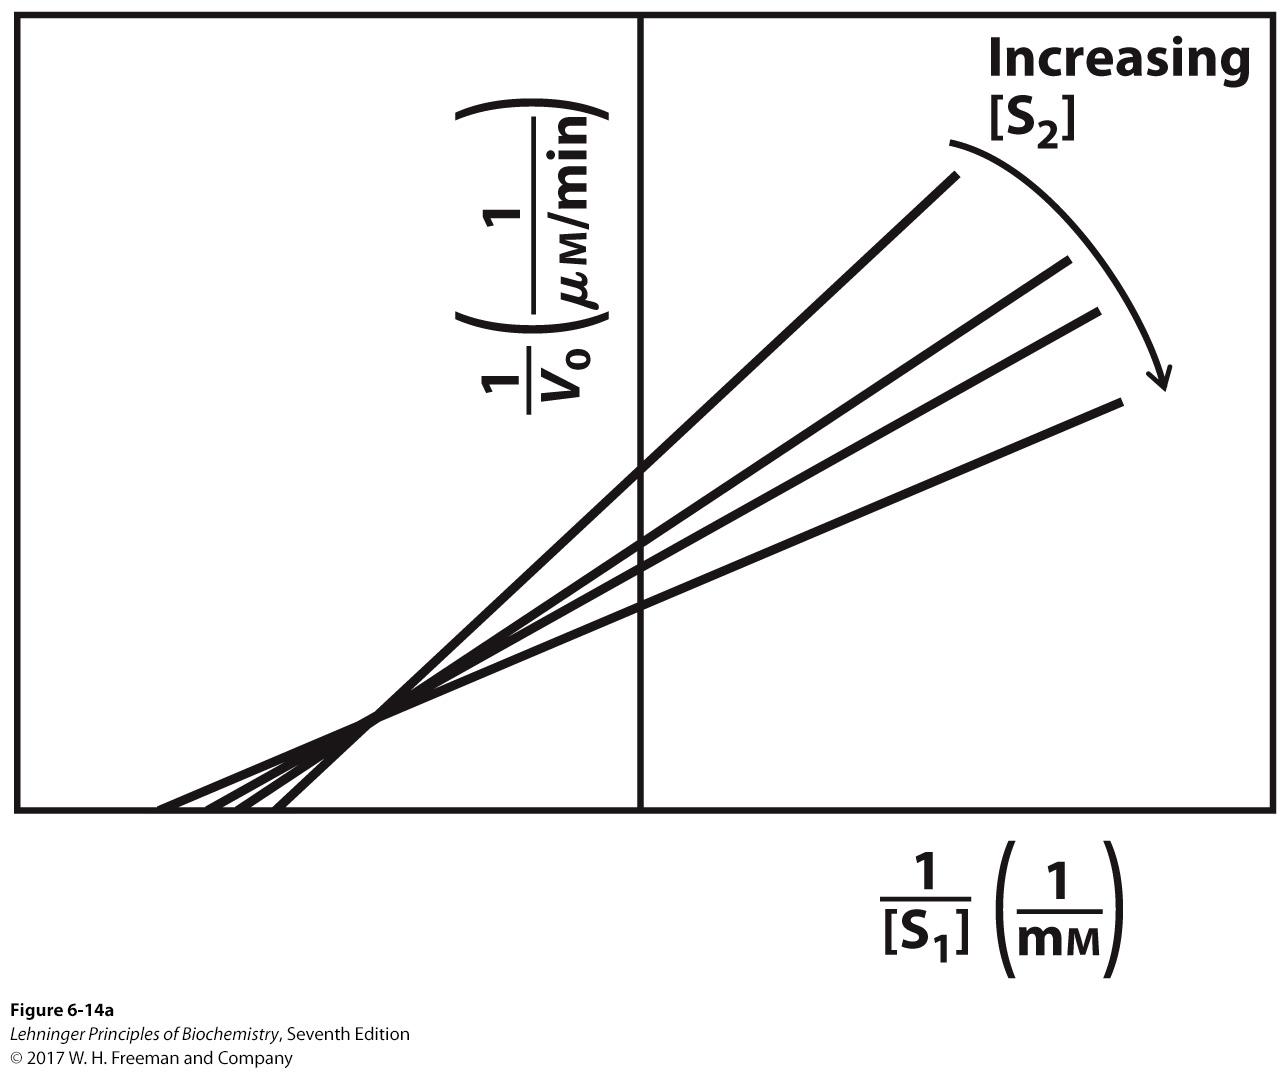 Increasing
[S₂]
1/V₀ (1/μM/min)
1/[S₁] (1/mM)
Figure 6-14a
Lehninger Principles of Biochemistry, Seventh Edition
© 2017 W. H. Freeman and Company